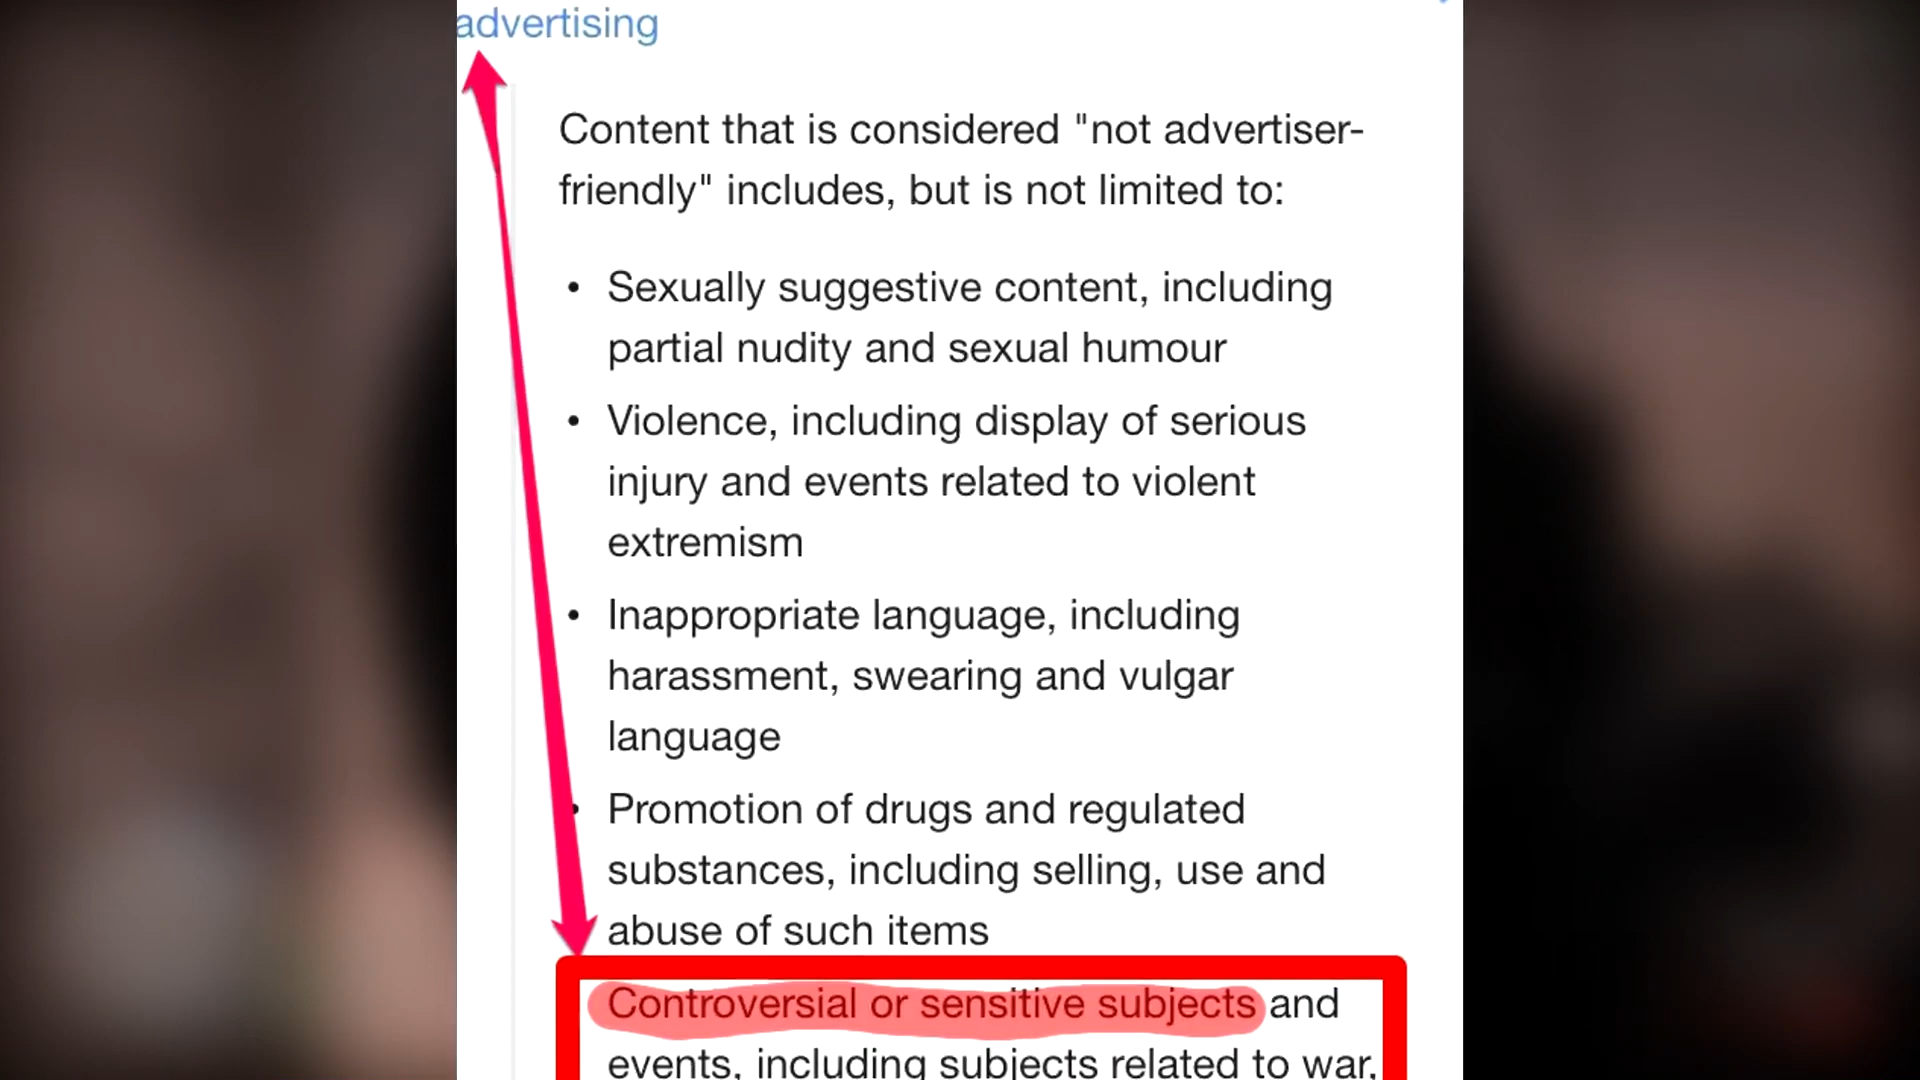 advertising
Content that is considered "not advertiser-
friendly" includes, but is not limited to:
• Sexually suggestive content, including
partial nudity and sexual humour
• Violence, including display of serious
injury and events related to violent
extremism
• Inappropriate language, including
harassment, swearing and vulgar
language
• Promotion of drugs and regulated
substances, including selling, use and
abuse of such items
Controversial or sensitive subjects and
events, including subjects related to war,